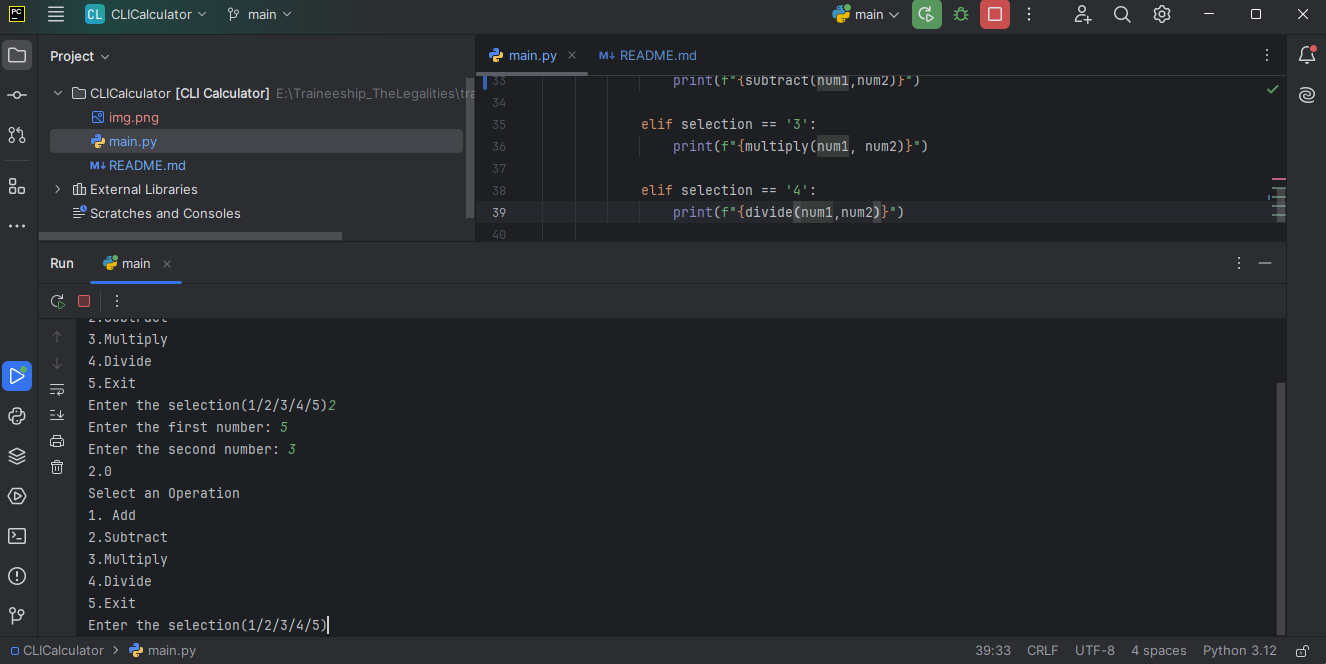 PC
CL CLICalculator main main
Project
main.py README.md
CLICalculator [CLI Calculator] E:\Traineeship_TheLegalities\tra
img.png
main.py
M↓ README.md
External Libraries
Scratches and Consoles
33 print(f"{subtract(num1,num2)}")
34
35 elif selection == '3':
36 print(f"{multiply(num1, num2)}")
37
38 elif selection == '4':
39 print(f"{divide(num1,num2)}")
40
Run main
2.Subtract
3.Multiply
4.Divide
5.Exit
Enter the selection(1/2/3/4/5)2
Enter the first number: 5
Enter the second number: 3
2.0
Select an Operation
1. Add
2.Subtract
3.Multiply
4.Divide
5.Exit
Enter the selection(1/2/3/4/5)
CLICalculator > main.py 39:33 CRLF UTF-8 4 spaces Python 3.12